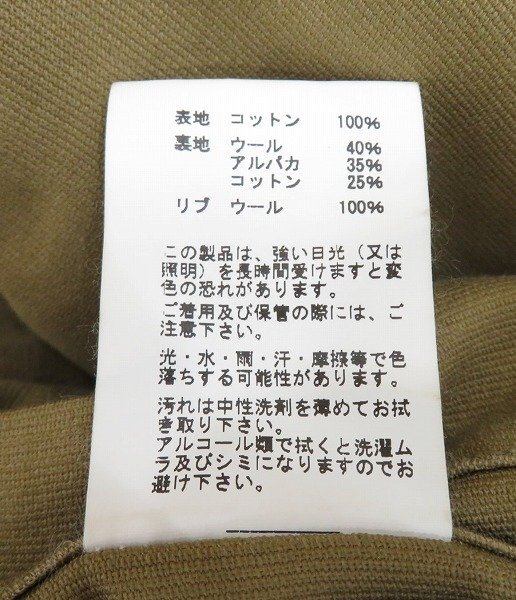 表地 コットン 100%
裏地 ウール 40%
アルパカ 35%
コットン 25%
リブ ウール 100%
この製品は、強い日光（又は
照明）を長時間受けますと変
色の恐れがあります。
ご着用及び保管の際には、ご
注意下さい。
光・水・雨・汗・摩擦等で色
落ちする可能性があります。
汚れは中性洗剤を薄めてお拭
き取り下さい。
アルコール類で拭くと洗濯ム
ラ及びシミになりますのでお
避け下さい。